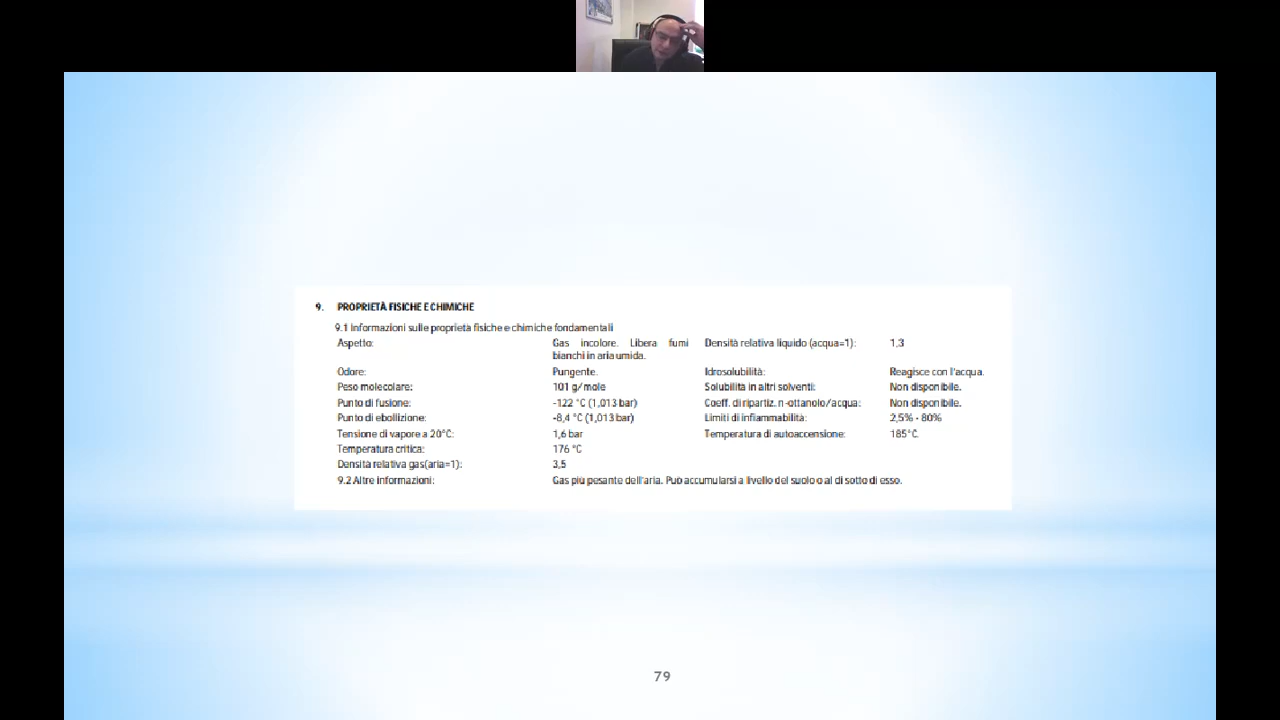 9. PROPRIETÀ FISICHE E CHIMICHE
9.1 Informazioni sulle proprietà fisiche e chimiche fondamentali
Aspetto: Gas incolore. Libera fumi bianchi in aria umida. Densità relativa liquido (acqua=1): 1,3
Odore: Pungente. Idrosolubilità: Reagisce con l'acqua.
Peso molecolare: 101 g/mole Solubilità in altri solventi: Non disponibile.
Punto di fusione: -122 °C (1,013 bar) Coeff. di ripartiz. n-ottanolo/acqua: Non disponibile.
Punto di ebollizione: -8,4 °C (1,013 bar) Limiti di infiammabilità: 2,5% - 80%
Tensione di vapore a 20°C: 1,6 bar Temperatura di autoaccensione: 185°C
Temperatura critica: 176 °C
Densità relativa gas(aria=1): 3,5
9.2 Altre informazioni: Gas più pesante dell'aria. Può accumularsi a livello del suolo o al di sotto di esso.
79